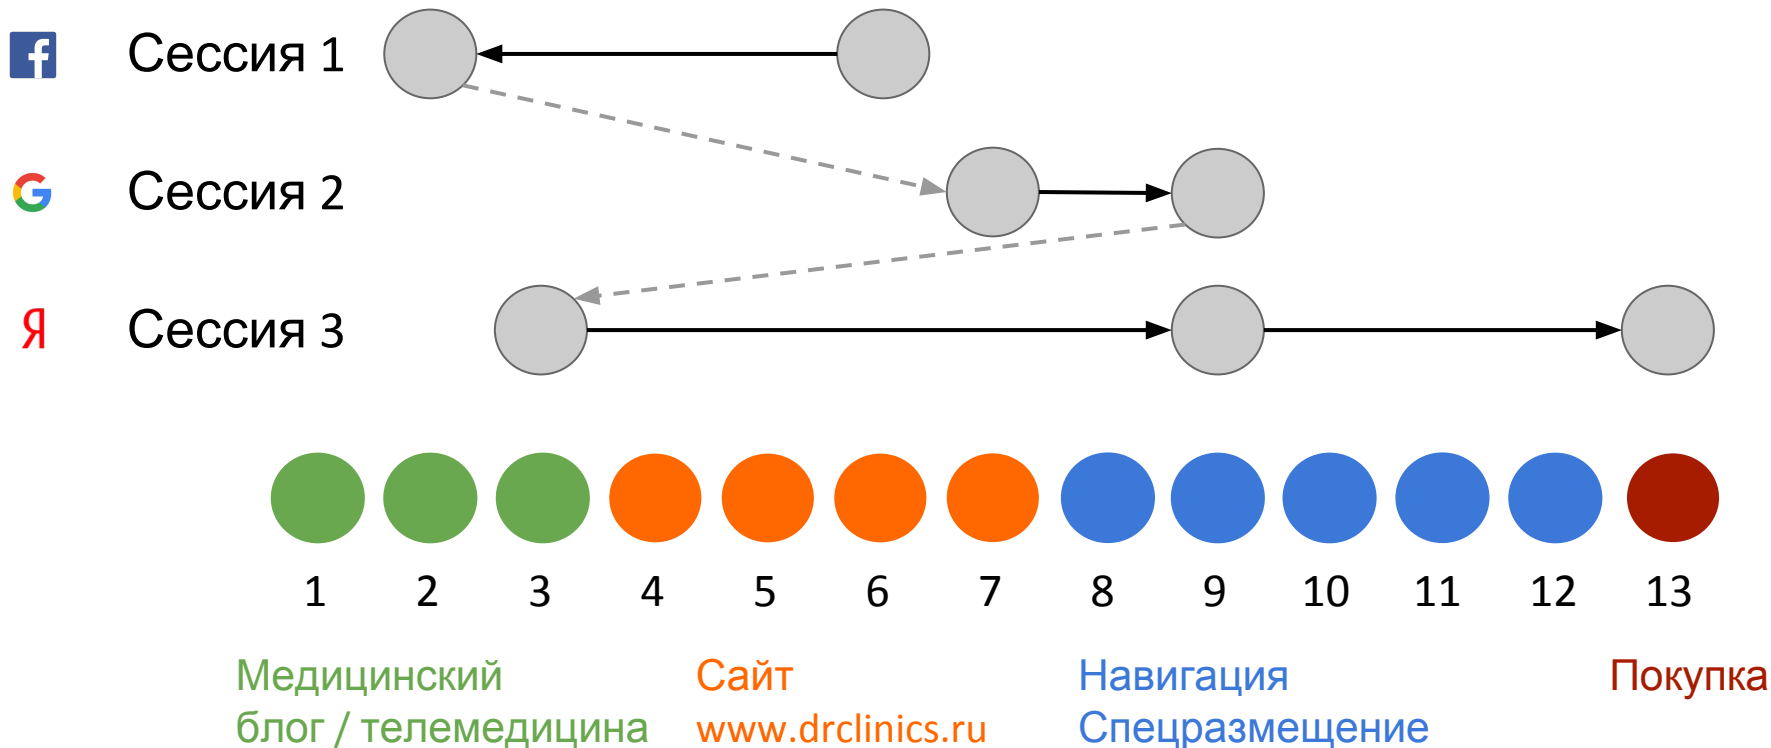 Сессия 1
Сессия 2
Я Сессия 3
1 2 3 4 5 6 7 8 9 10 11 12 13
Медицинский
блог / телемедицина
Сайт
www.drclinics.ru
Навигация
Спецразмещение
Покупка